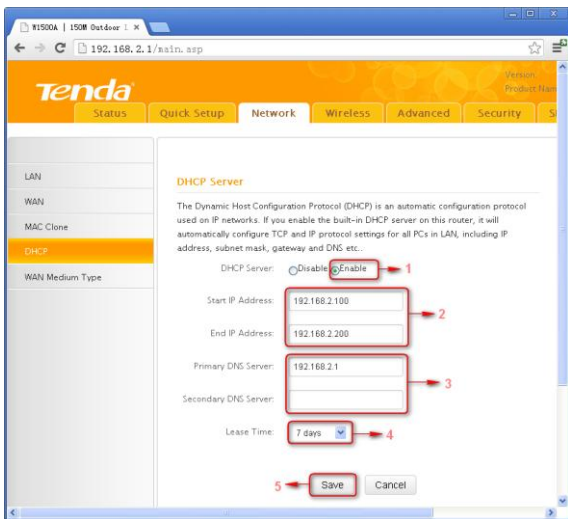 W1500A | 150M Outdoor
192.168.2.1/main.asp
Tenda
Version
Product Nam
Status Quick Setup Network Wireless Advanced Security S
LAN
WAN
MAC Clone
DHCP
WAN Medium Type
DHCP Server
The Dynamic Host Configuration Protocol (DHCP) is an automatic configuration protocol
used on IP networks. If you enable the built-in DHCP server on this router, it will
automatically configure TCP and IP protocol settings for all PCs in LAN, including IP
address, subnet mask, gateway and DNS etc..
DHCP Server: Disable Enable 1
Start IP Address: 192.168.2.100
2
End IP Address: 192.168.2.200
Primary DNS Server: 192.168.2.1
3
Secondary DNS Server:
Lease Time: 7 days 4
5 Save Cancel